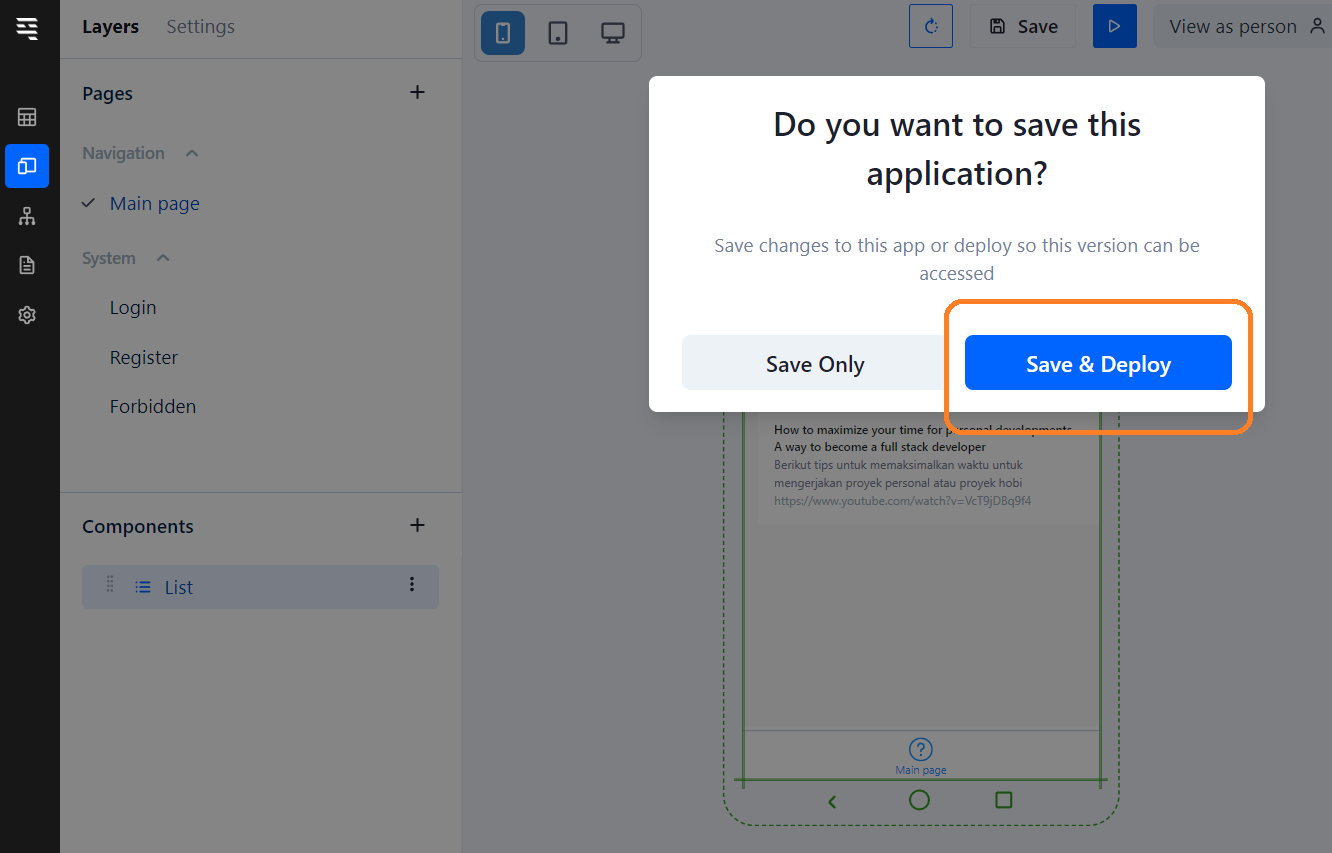 Layers Settings
Save
View as person
Pages
Navigation
Main page
System
Login
Register
Forbidden
Components
List
Do you want to save this
application?
Save changes to this app or deploy so this version can be
accessed
Save Only
Save & Deploy
How to maximize your time for personal developments
A way to become a full stack developer
Berikut tips untuk memaksimalkan waktu untuk
mengerjakan proyek personal atau proyek hobi
https://www.youtube.com/watch?v=VcT9jDBq9f4
?
Main page